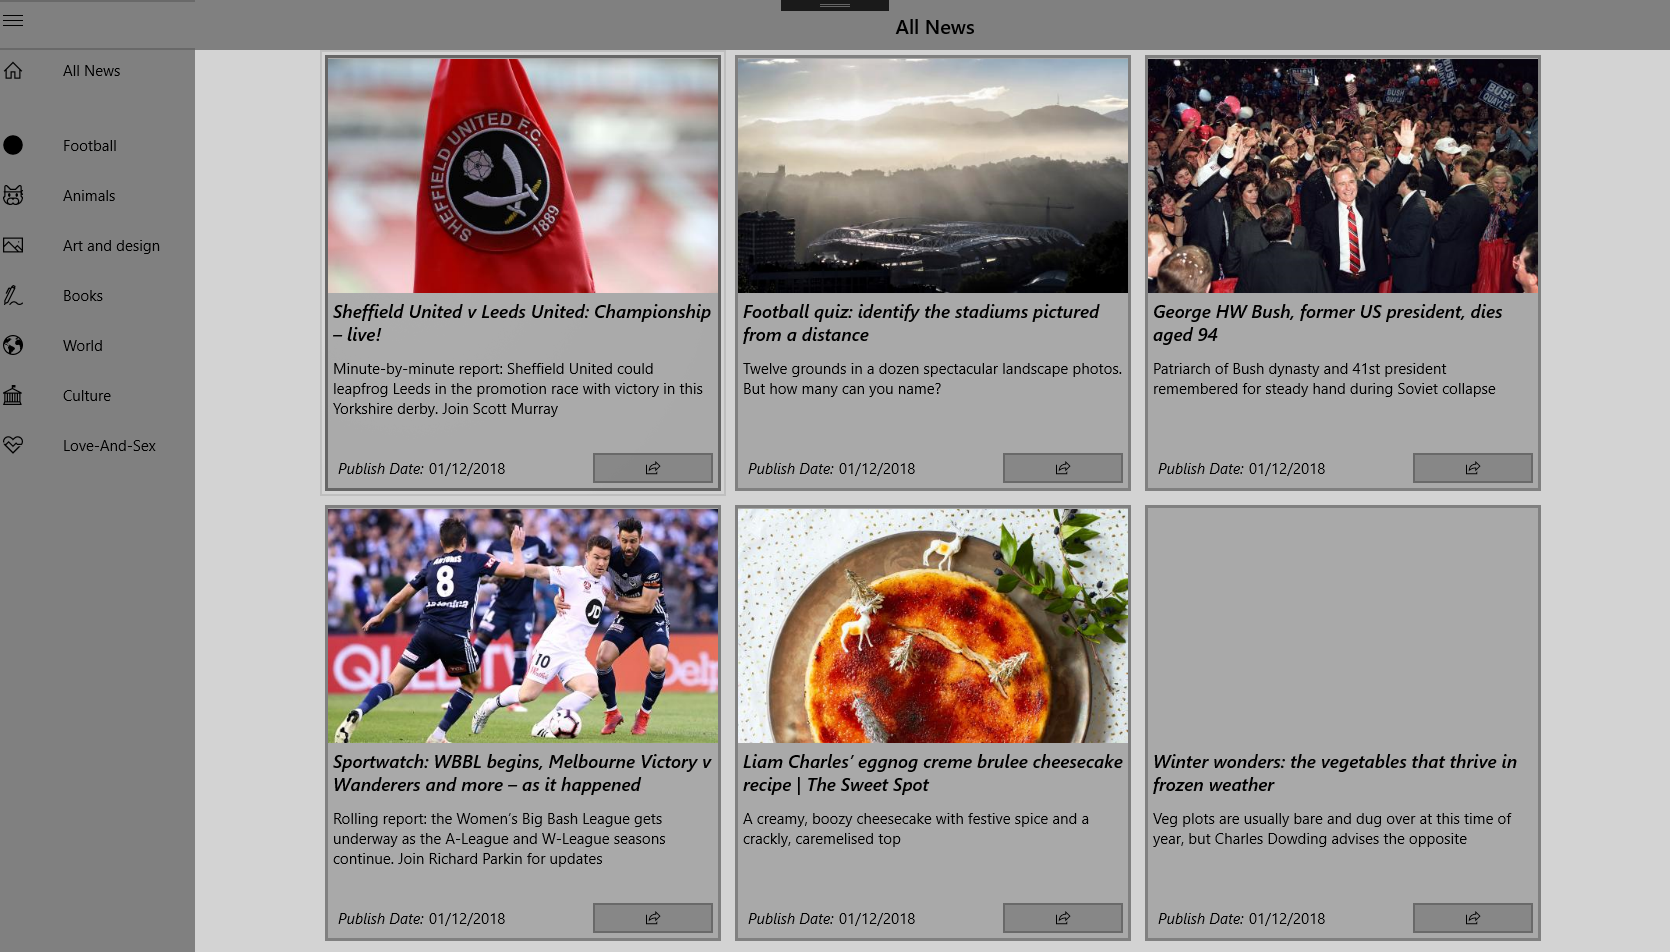 All News
All News
Football
Animals
Art and design
Books
World
Culture
Love-And-Sex
SHEFFIELD UNITED F.C.
1889
Sheffield United v Leeds United: Championship
– live!
Minute-by-minute report: Sheffield United could
leapfrog Leeds in the promotion race with victory in this
Yorkshire derby. Join Scott Murray
Publish Date: 01/12/2018
Football quiz: identify the stadiums pictured
from a distance
Twelve grounds in a dozen spectacular landscape photos.
But how many can you name?
Publish Date: 01/12/2018
BUSH
BUSH
BUSH
QUAYLE
George HW Bush, former US president, dies
aged 94
Patriarch of Bush dynasty and 41st president
remembered for steady hand during Soviet collapse
Publish Date: 01/12/2018
8
JD
10
Sportwatch: WBBL begins, Melbourne Victory v
Wanderers and more – as it happened
Rolling report: the Women’s Big Bash League gets
underway as the A-League and W-League seasons
continue. Join Richard Parkin for updates
Publish Date: 01/12/2018
Liam Charles’ eggnog creme brulee cheesecake
recipe | The Sweet Spot
A creamy, boozy cheesecake with festive spice and a
crackly, caremelised top
Publish Date: 01/12/2018
Winter wonders: the vegetables that thrive in
frozen weather
Veg plots are usually bare and dug over at this time of
year, but Charles Dowding advises the opposite
Publish Date: 01/12/2018